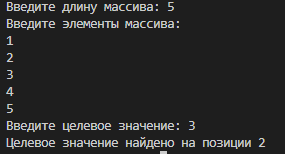 Введите длину массива: 5
Введите элементы массива:
1
2
3
4
5
Введите целевое значение: 3
Целевое значение найдено на позиции 2